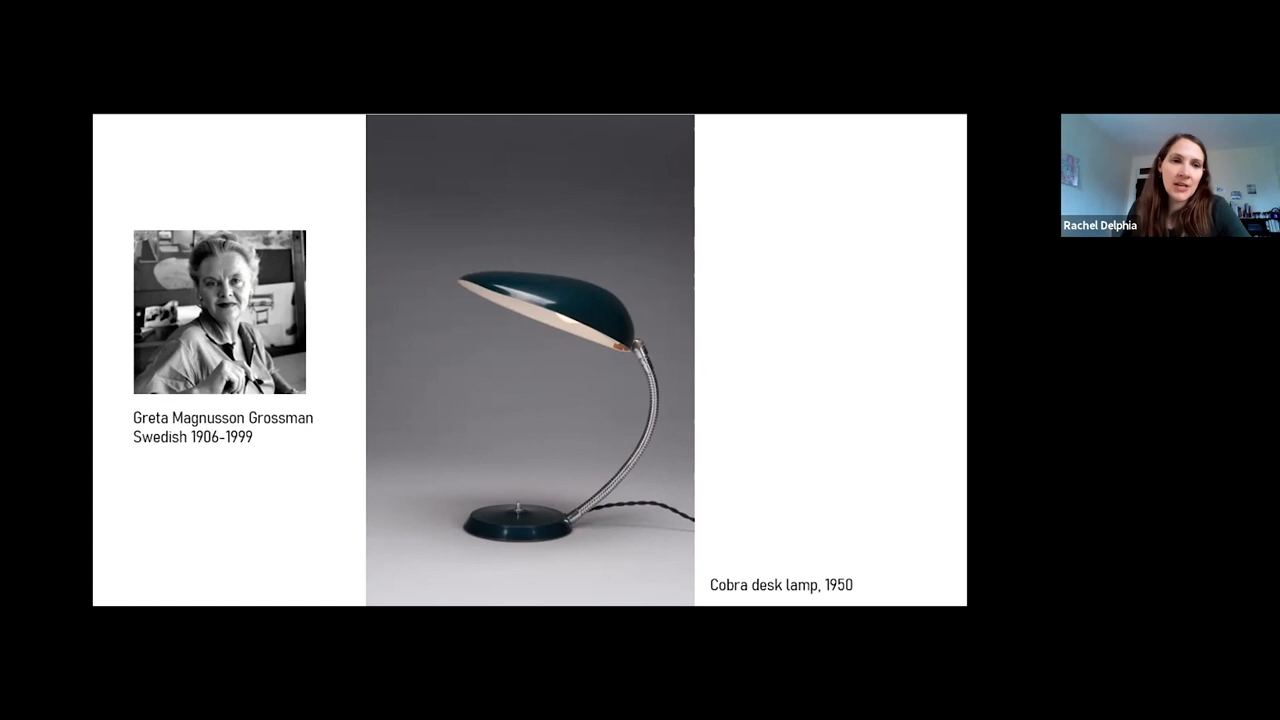 Greta Magnusson Grossman
Swedish 1906-1999
Cobra desk lamp, 1950
Rachel Delphia